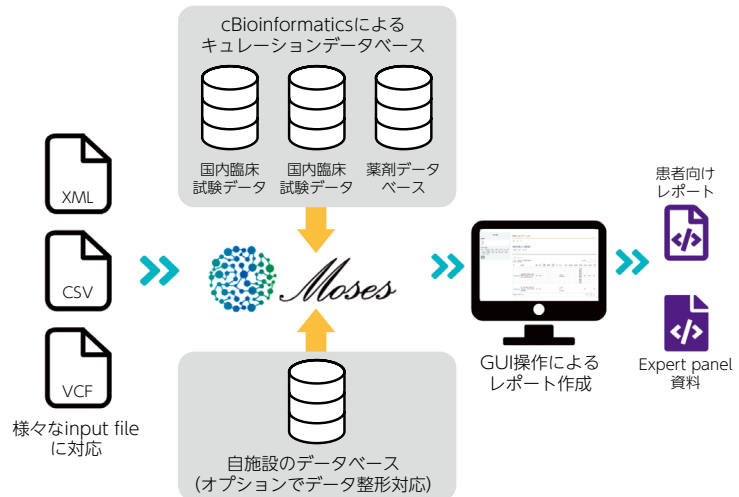 cBioinformaticsによる
キュレーションデータベース
国内臨床
試験データ
国内臨床
試験データ
薬剤データ
ベース
XML
CSV
VCF
様々なinput file
に対応
Moses
自施設のデータベース
(オプションでデータ整形対応)
GUI操作による
レポート作成
患者向け
レポート
</>
</>
Expert panel
資料